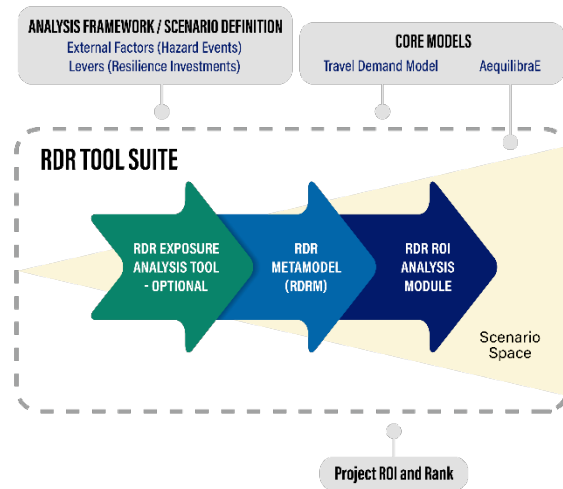 ANALYSIS FRAMEWORK / SCENARIO DEFINITION
External Factors (Hazard Events)
Levers (Resilience Investments)
CORE MODELS
Travel Demand Model
AequilibraE
RDR TOOL SUITE
RDR EXPOSURE
ANALYSIS TOOL
- OPTIONAL
RDR
METAMODEL
(RDRM)
RDR ROI
ANALYSIS
MODULE
Scenario
Space
Project ROI and Rank